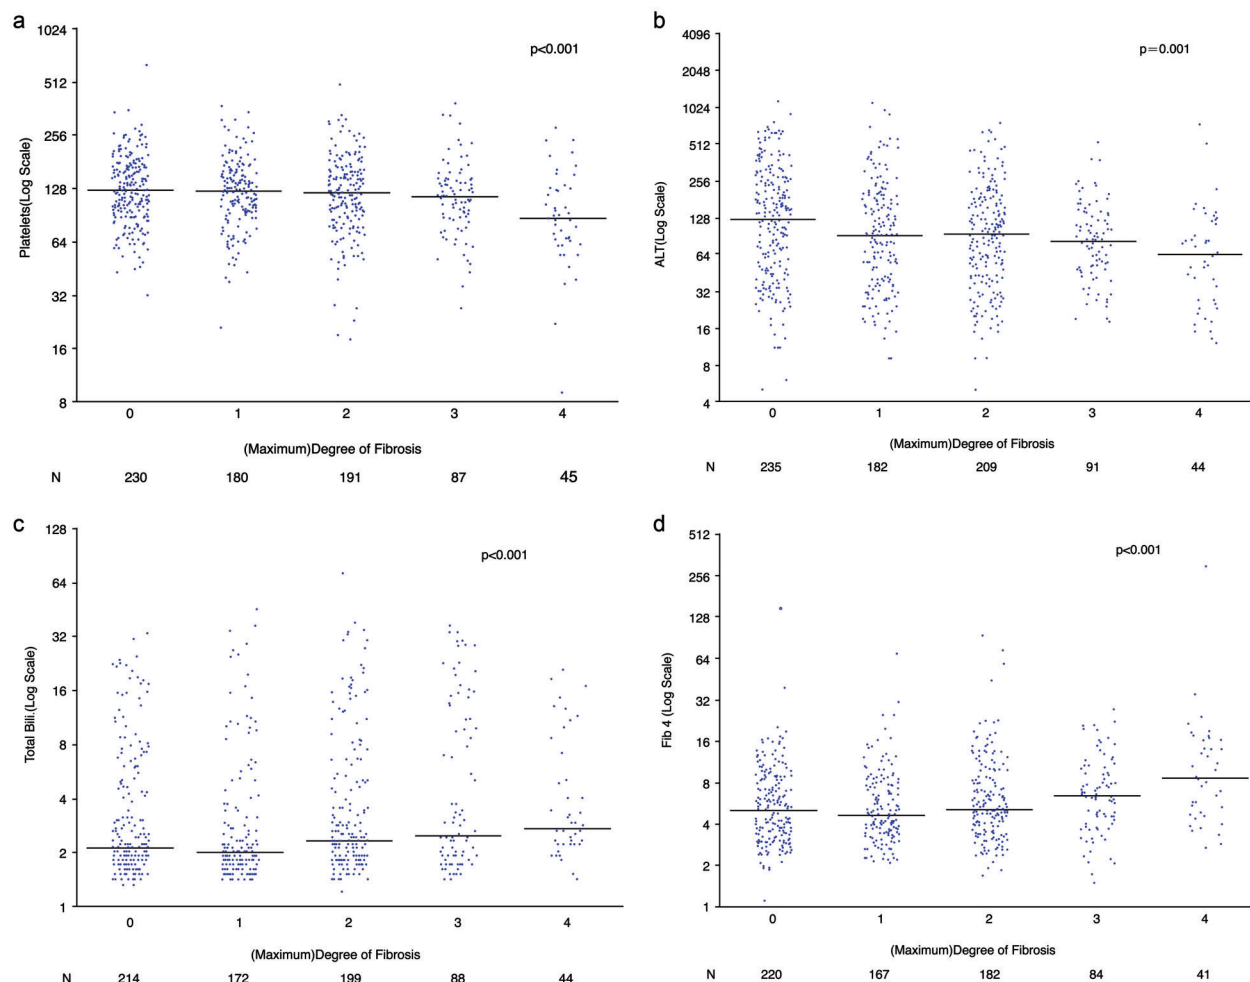 a
p<0.001
Platelets(Log Scale)
1024
512
256
128
64
32
16
8
0 1 2 3 4
(Maximum)Degree of Fibrosis
N 230 180 191 87 45
b
p=0.001
ALT(Log Scale)
4096
2048
1024
512
256
128
64
32
16
8
4
0 1 2 3 4
(Maximum)Degree of Fibrosis
N 235 182 209 91 44
c
p<0.001
Total Bili.(Log Scale)
128
64
32
16
8
4
2
1
0 1 2 3 4
(Maximum)Degree of Fibrosis
N 214 172 199 88 44
d
p<0.001
Fib 4 (Log Scale)
512
256
128
64
32
16
8
4
2
1
0 1 2 3 4
(Maximum)Degree of Fibrosis
N 220 167 182 84 41